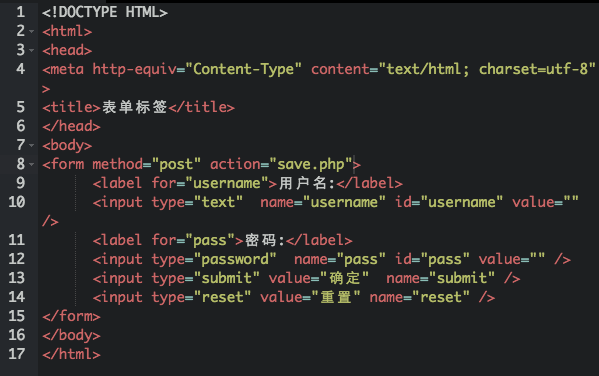 1 <!DOCTYPE HTML>
2 <html>
3 <head>
4 <meta http-equiv="Content-Type" content="text/html; charset=utf-8"
>
5 <title>表单标签</title>
6 </head>
7 <body>
8 <form method="post" action="save.php">
9 <label for="username">用户名:</label>
10 <input type="text"  name="username" id="username" value=""
/>
11 <label for="pass">密码:</label>
12 <input type="password"  name="pass" id="pass" value="" />
13 <input type="submit" value="确定"  name="submit" />
14 <input type="reset" value="重置" name="reset" />
15 </form>
16 </body>
17 </html>